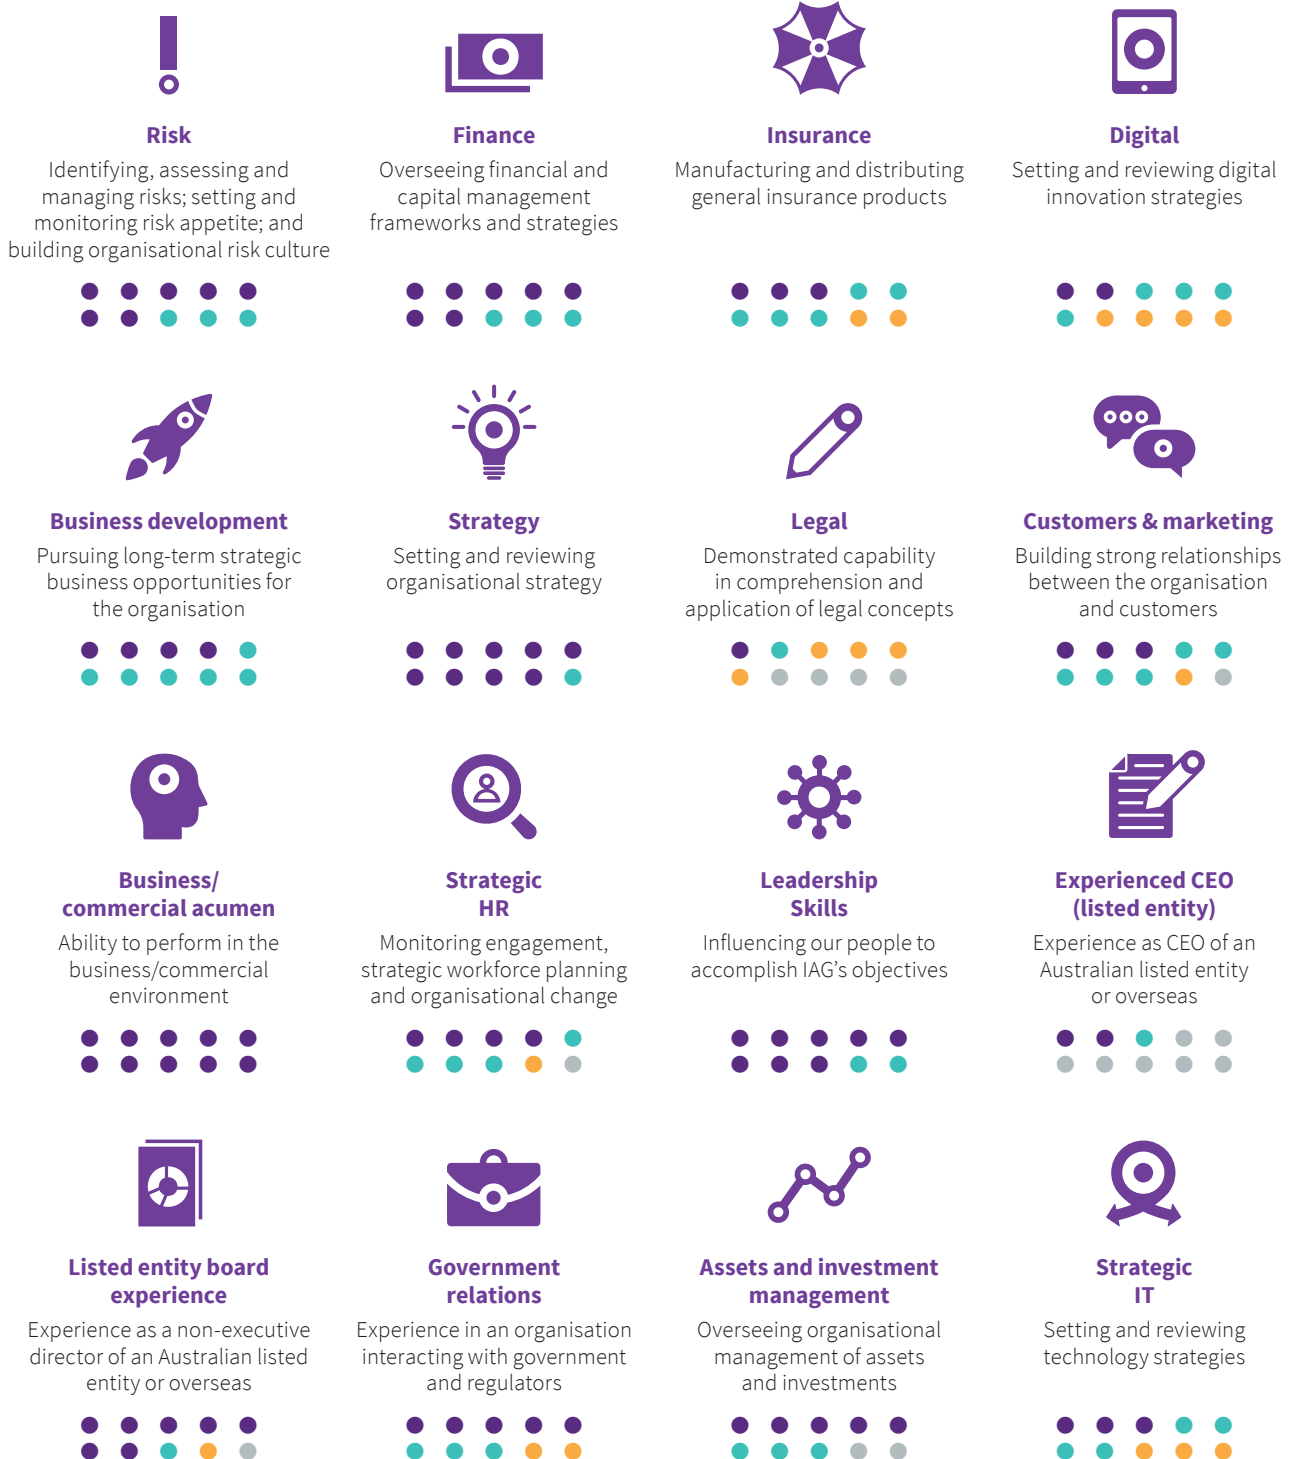 Risk
Identifying, assessing and
managing risks; setting and
monitoring risk appetite; and
building organisational risk culture
Finance
Overseeing financial and
capital management
frameworks and strategies
Insurance
Manufacturing and distributing
general insurance products
Digital
Setting and reviewing digital
innovation strategies
Business development
Pursuing long-term strategic
business opportunities for
the organisation
Strategy
Setting and reviewing
organisational strategy
Legal
Demonstrated capability
in comprehension and
application of legal concepts
Customers & marketing
Building strong relationships
between the organisation
and customers
Business/
commercial acumen
Ability to perform in the
business/commercial
environment
Strategic
HR
Monitoring engagement,
strategic workforce planning
and organisational change
Leadership
Skills
Influencing our people to
accomplish IAG's objectives
Experienced CEO
(listed entity)
Experience as CEO of an
Australian listed entity
or overseas
Listed entity board
experience
Experience as a non-executive
director of an Australian listed
entity or overseas
Government
relations
Experience in an organisation
interacting with government
and regulators
Assets and investment
management
Overseeing organisational
management of assets
and investments
Strategic
IT
Setting and reviewing
technology strategies